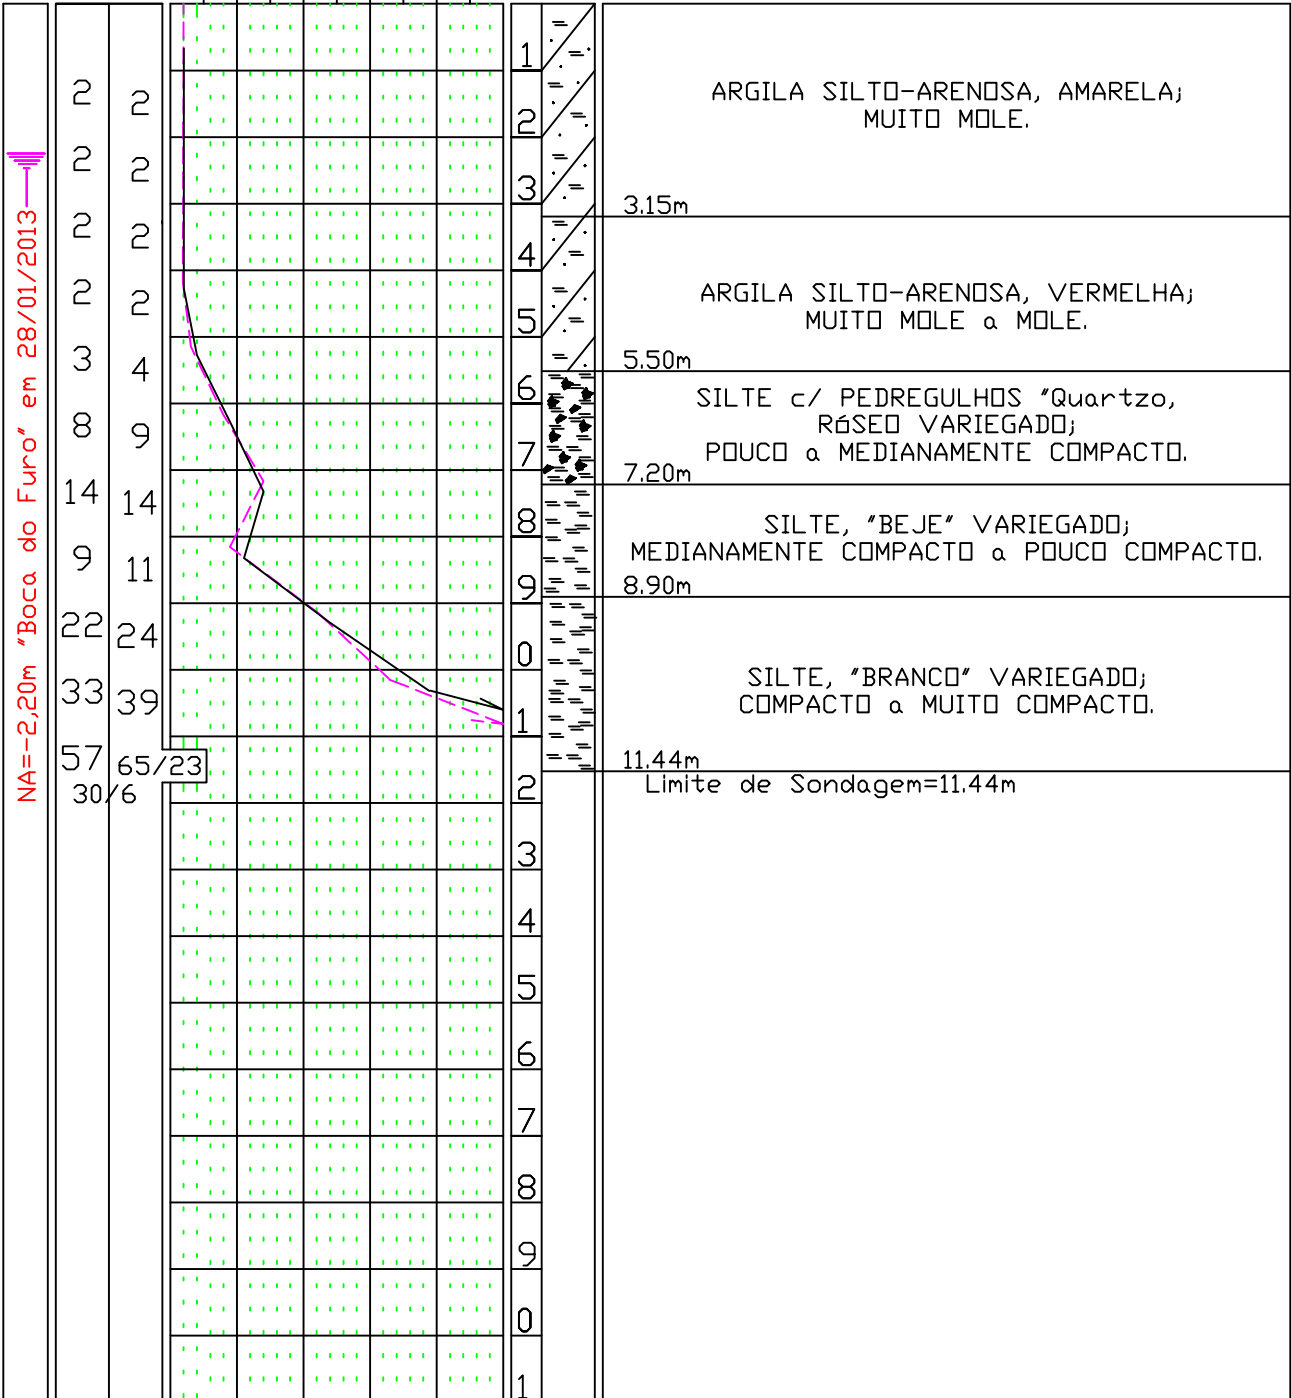 NA=-2,20m "Boca do Furo" em 28/01/2013
2 2
2 2
2 2
2 2
3 4
8 9
14 14
9 11
22 24
33 39
57 65/23
30/6
1
2
3
4
5
6
7
8
9
0
1
2
3
4
5
6
7
8
9
0
1
ARGILA SILTO-ARENOSA, AMARELA;
MUITO MOLE.
3.15m
ARGILA SILTO-ARENOSA, VERMELHA;
MUITO MOLE a MOLE.
5.50m
SILTE c/ PEDREGULHOS "Quartzo,
RóSEO VARIEGADO;
POUCO a MEDIANAMENTE COMPACTO.
7.20m
SILTE, "BEJE" VARIEGADO;
MEDIANAMENTE COMPACTO a POUCO COMPACTO.
8.90m
SILTE, "BRANCO" VARIEGADO;
COMPACTO a MUITO COMPACTO.
11.44m
Limite de Sondagem=11.44m